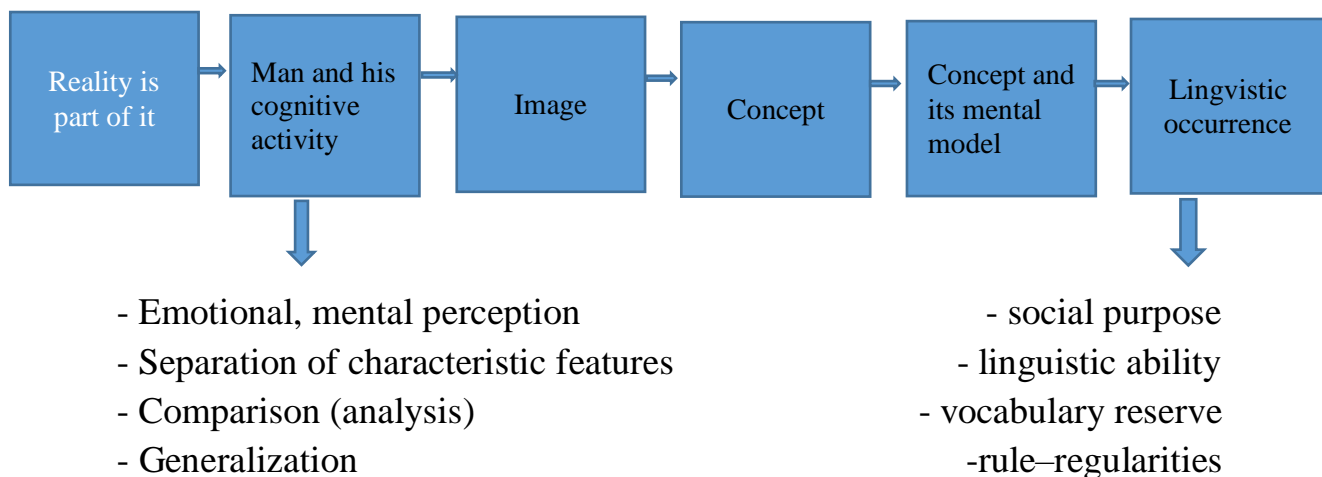 Reality is
part of it
Man and his
cognitive
activity
Image
Concept
Concept and
its mental
model
Lingvistic
occurrence
- Emotional, mental perception
- Separation of characteristic features
- Comparison (analysis)
- Generalization
- social purpose
- linguistic ability
- vocabulary reserve
-rule–regularities